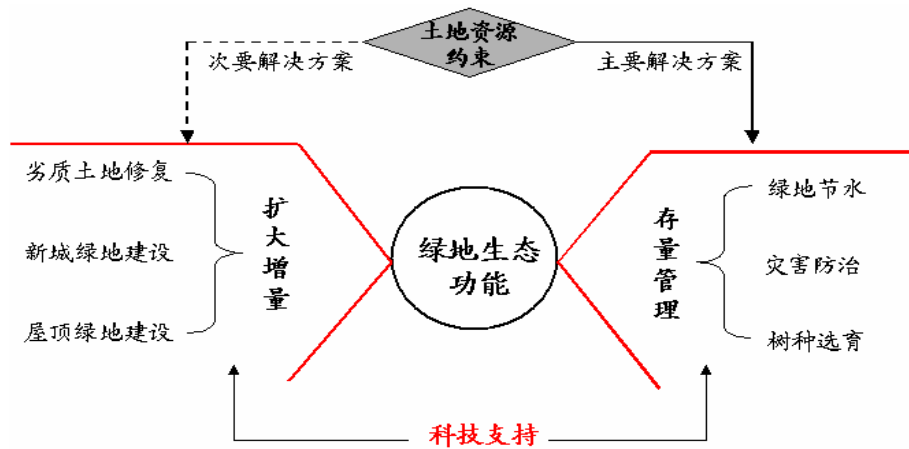 土地资源
约束
次要解决方案
主要解决方案
劣质土地修复
新城绿地建设
屋顶绿地建设
扩大增量
绿地生态
功能
存量管理
绿地节水
灾害防治
树种选育
科技支持